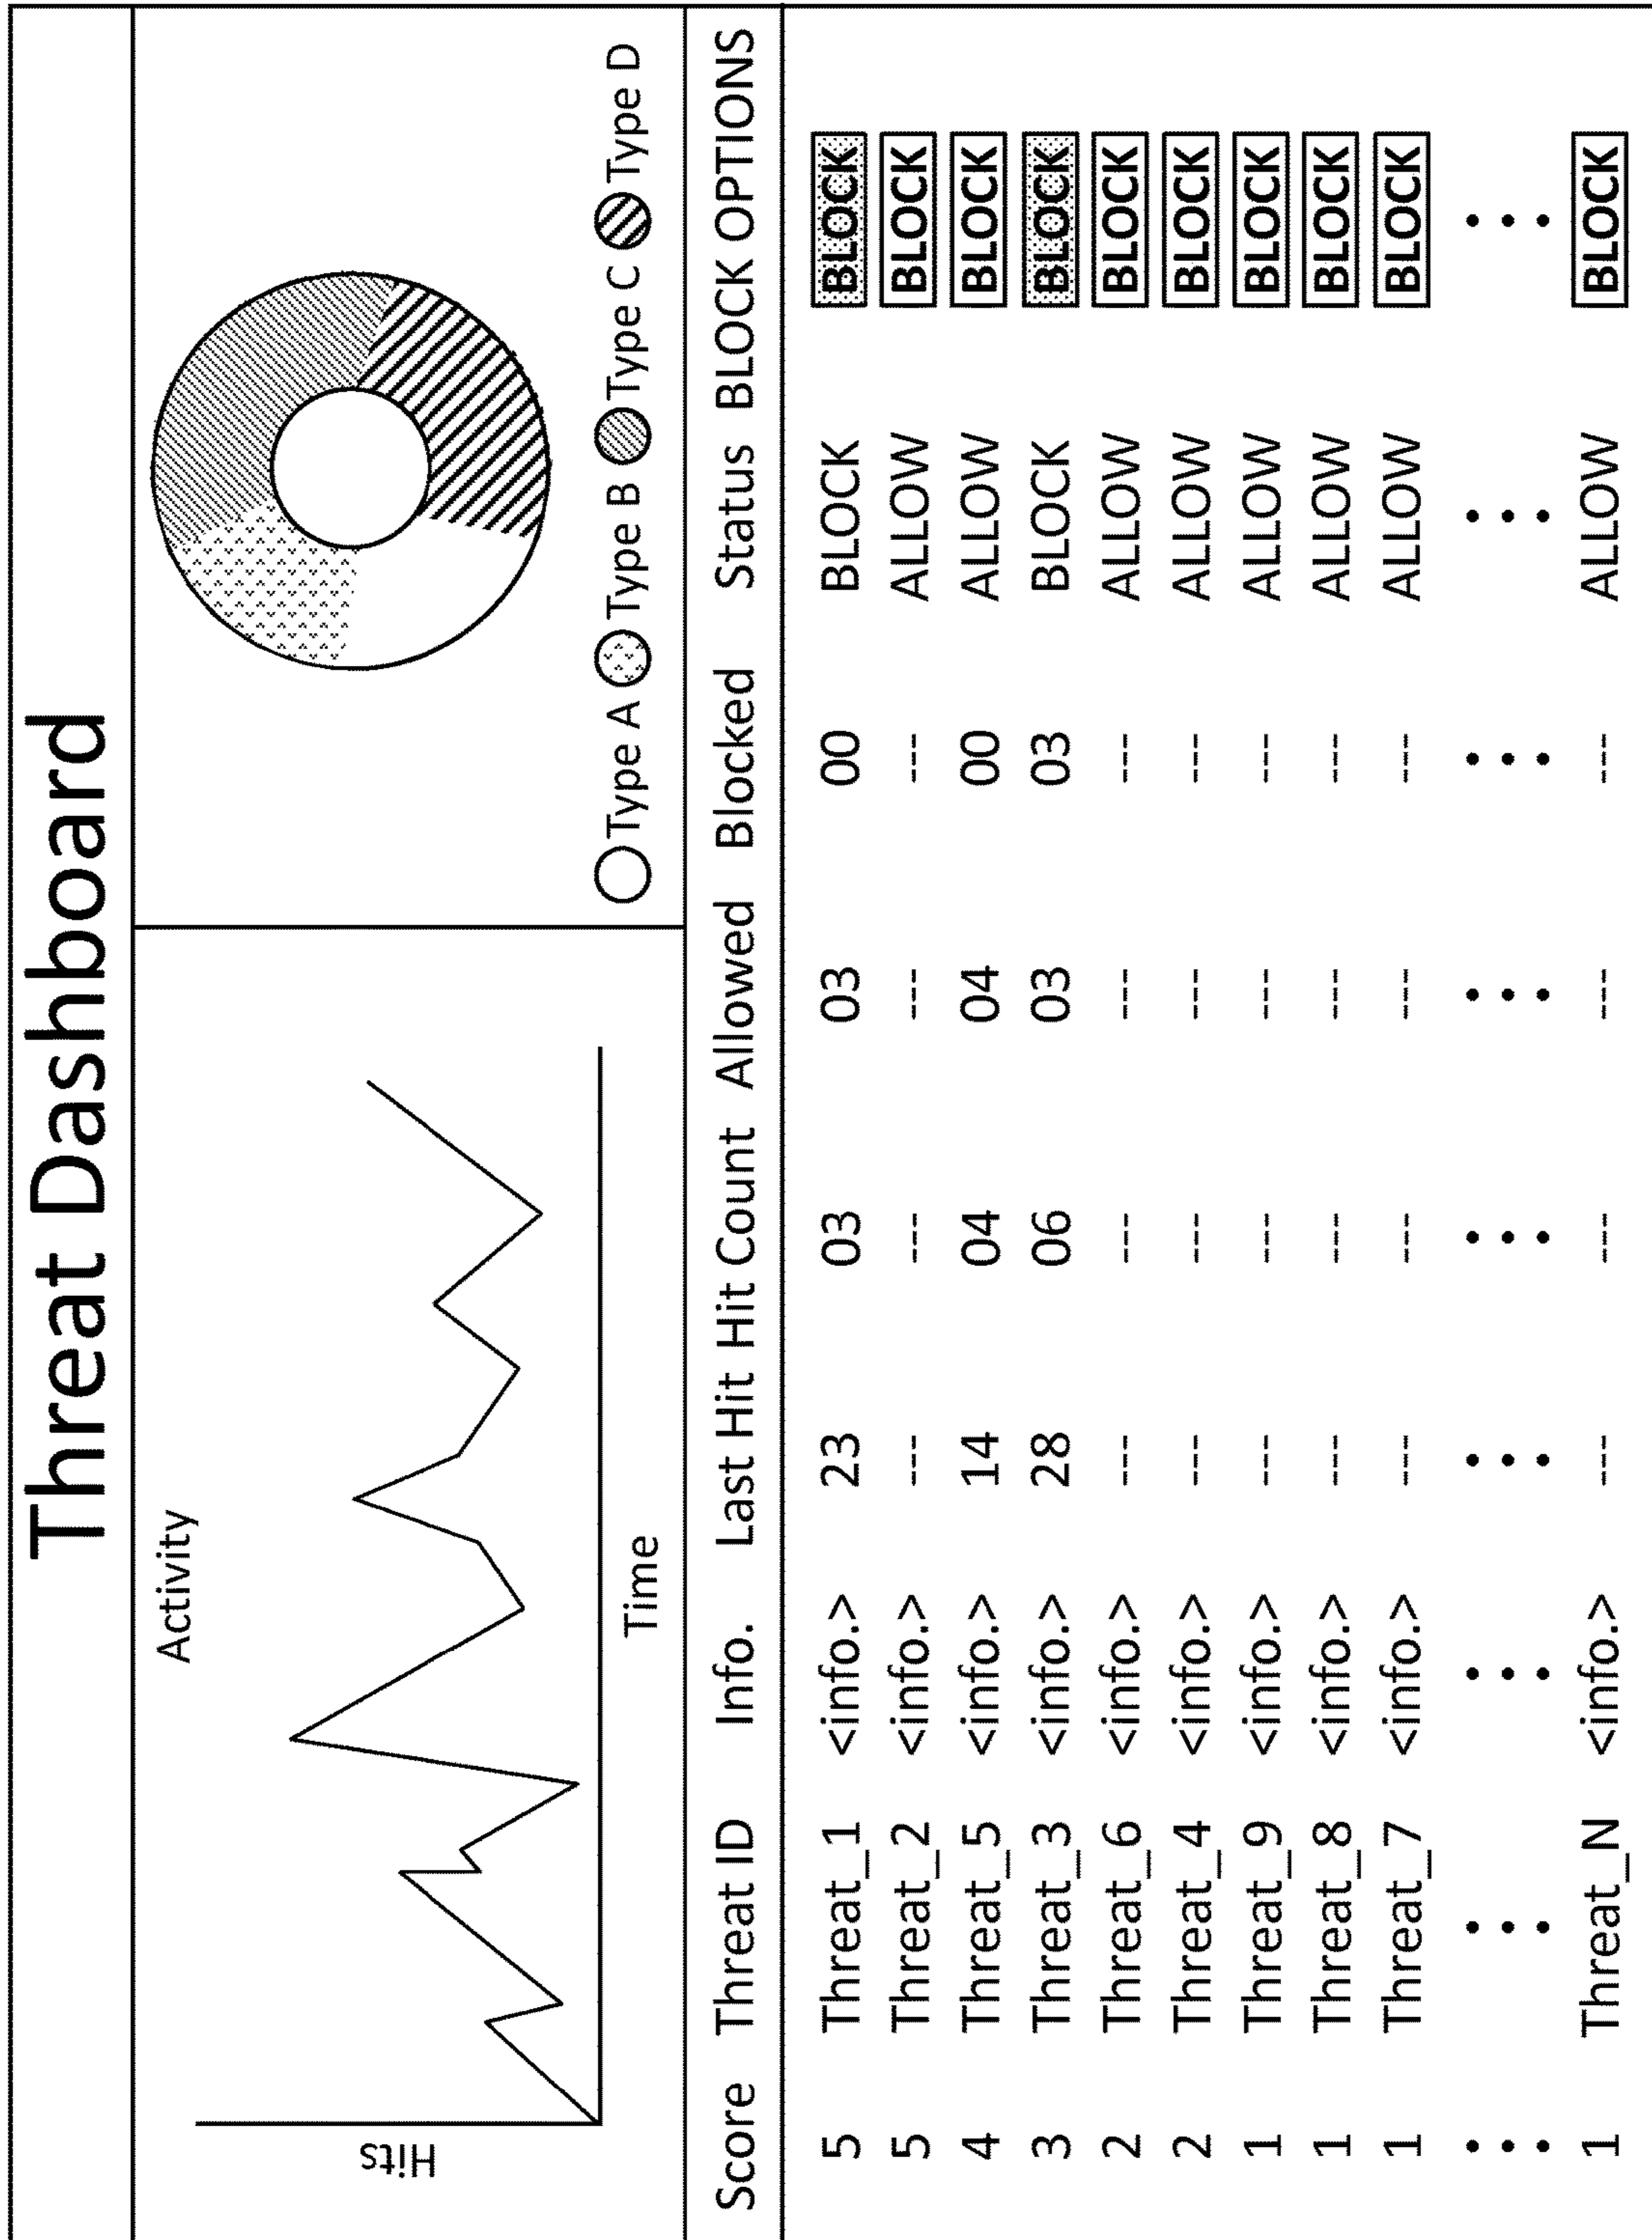 Threat Dashboard
Activity
Hits
Time
Type A Type B Type C Type D
Score Threat ID Info. Last Hit Hit Count Allowed Blocked Status BLOCK OPTIONS
5 Threat_1 <info.> 23 03 03 00 BLOCK BLOCK
5 Threat_2 <info.> --- --- --- --- ALLOW BLOCK
4 Threat_5 <info.> 14 04 04 00 ALLOW BLOCK
3 Threat_3 <info.> 28 06 03 03 BLOCK BLOCK
2 Threat_6 <info.> --- --- --- --- ALLOW BLOCK
2 Threat_4 <info.> --- --- --- --- ALLOW BLOCK
1 Threat_9 <info.> --- --- --- --- ALLOW BLOCK
1 Threat_8 <info.> --- --- --- --- ALLOW BLOCK
1 Threat_7 <info.> --- --- --- --- ALLOW BLOCK
1 Threat_N <info.> --- --- --- --- ALLOW BLOCK